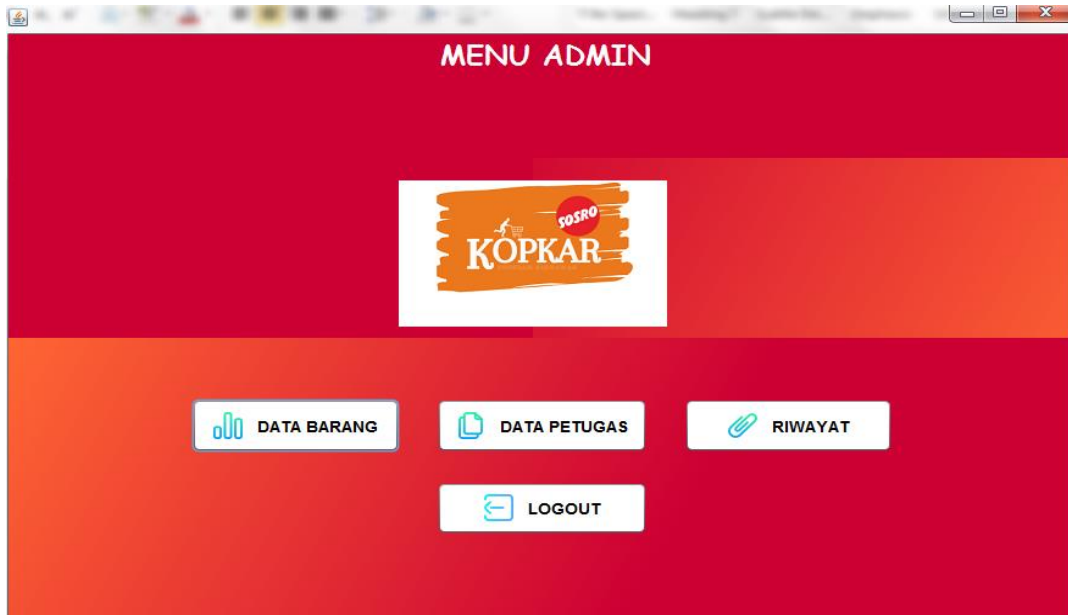 MENU ADMIN
SOSRO
KOPKAR
DATA BARANG
DATA PETUGAS
RIWAYAT
LOGOUT